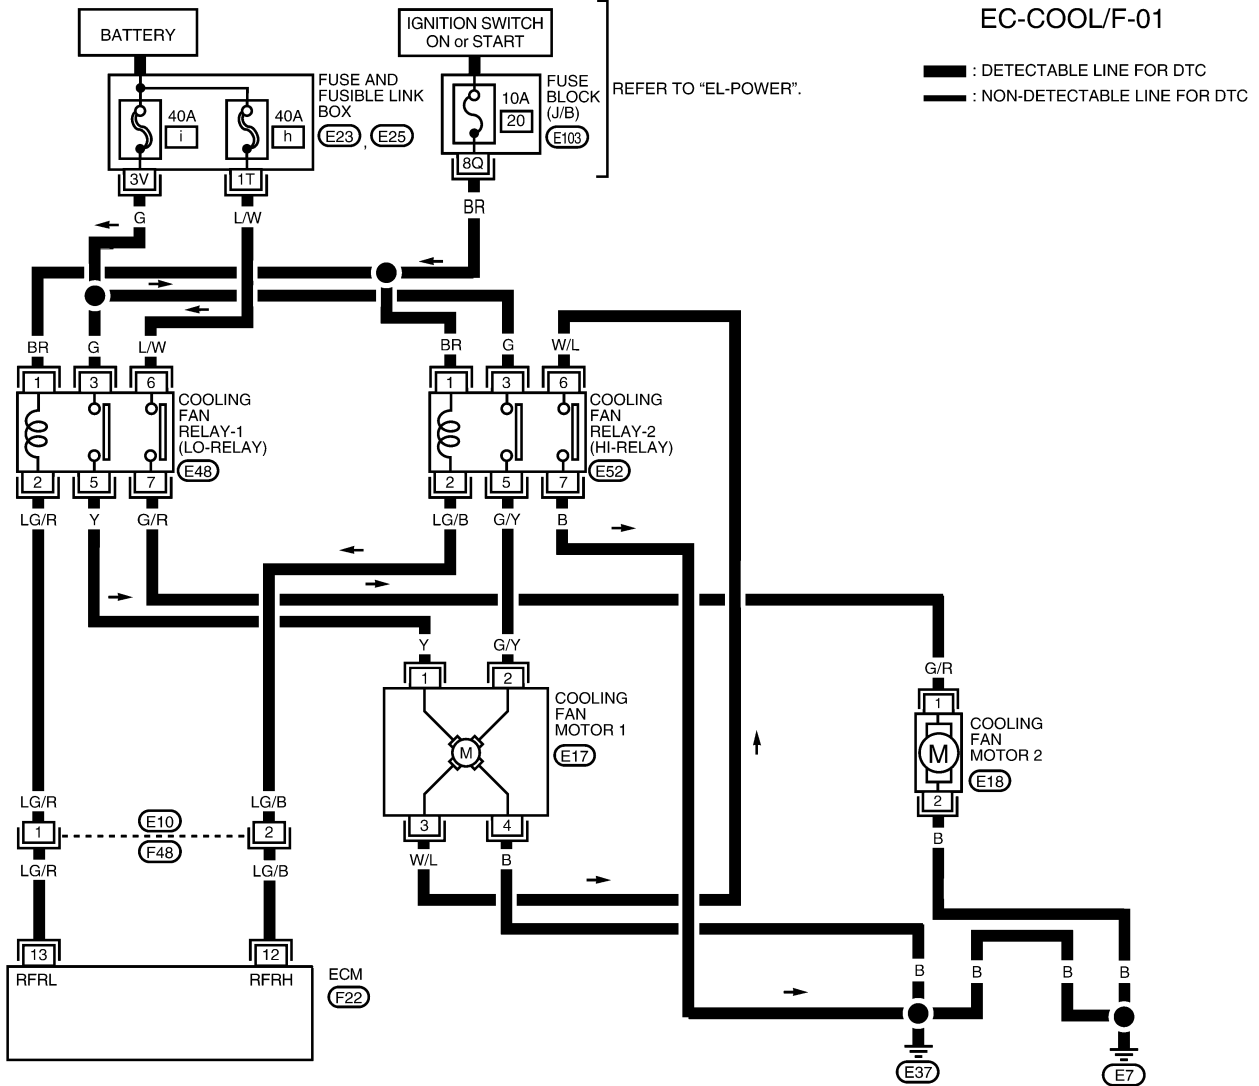 EC-COOL/F-01
BATTERY
IGNITION SWITCH
ON or START
: DETECTABLE LINE FOR DTC
: NON-DETECTABLE LINE FOR DTC
FUSE AND
FUSIBLE LINK
BOX
E23 , E25
40A
i
40A
h
10A
20
FUSE
BLOCK
(J/B)
E103
REFER TO “EL-POWER”.
3V
1T
8Q
G
L/W
BR
BR
G
L/W
BR
G
W/L
1
3
6
1
3
6
COOLING
FAN
RELAY-1
(LO-RELAY)
E48
COOLING
FAN
RELAY-2
(HI-RELAY)
E52
2
5
7
2
5
7
LG/R
Y
G/R
LG/B
G/Y
B
Y
G/Y
G/R
1
2
1
COOLING
FAN
MOTOR 1
E17
M
COOLING
FAN
MOTOR 2
E18
M
2
LG/R
LG/B
1
E10
F48
2
3
4
B
LG/R
LG/B
W/L
B
13
12
RFRL
RFRH
ECM
F22
B
B
B
B
E37
E7